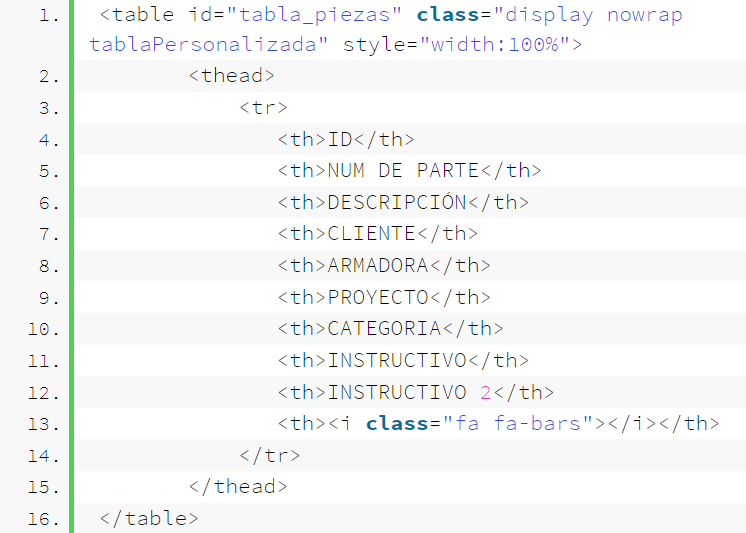 1. <table id="tabla_piezas" class="display nowrap
tablaPersonalizada" style="width:100%">
2. <thead>
3. <tr>
4. <th>ID</th>
5. <th>NUM DE PARTE</th>
6. <th>DESCRIPCIÓN</th>
7. <th>CLIENTE</th>
8. <th>ARMADORA</th>
9. <th>PROYECTO</th>
10. <th>CATEGORIA</th>
11. <th>INSTRUCTIVO</th>
12. <th>INSTRUCTIVO 2</th>
13. <th><i class="fa fa-bars"></i></th>
14. </tr>
15. </thead>
16. </table>